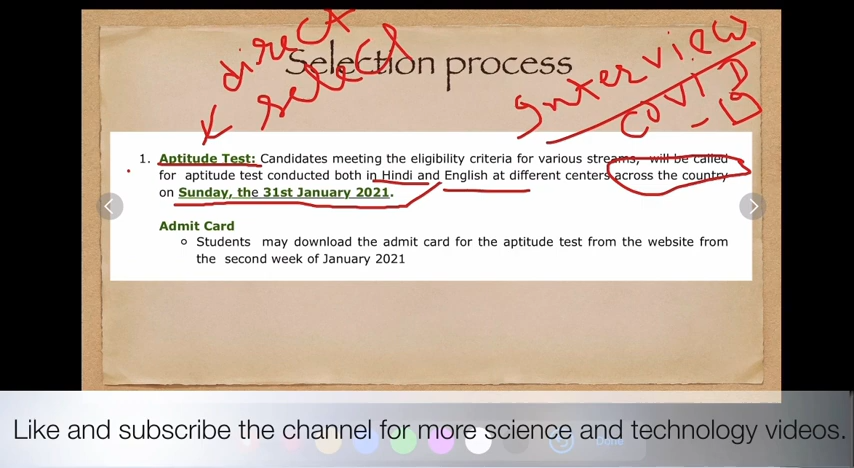 direct
select
Interview
COVID
-19
Selection process
1. Aptitude Test: Candidates meeting the eligibility criteria for various streams, will be called
for aptitude test conducted both in Hindi and English at different centers across the country
on Sunday, the 31st January 2021.
Admit Card
o Students may download the admit card for the aptitude test from the website from
the second week of January 2021
Like and subscribe the channel for more science and technology videos.